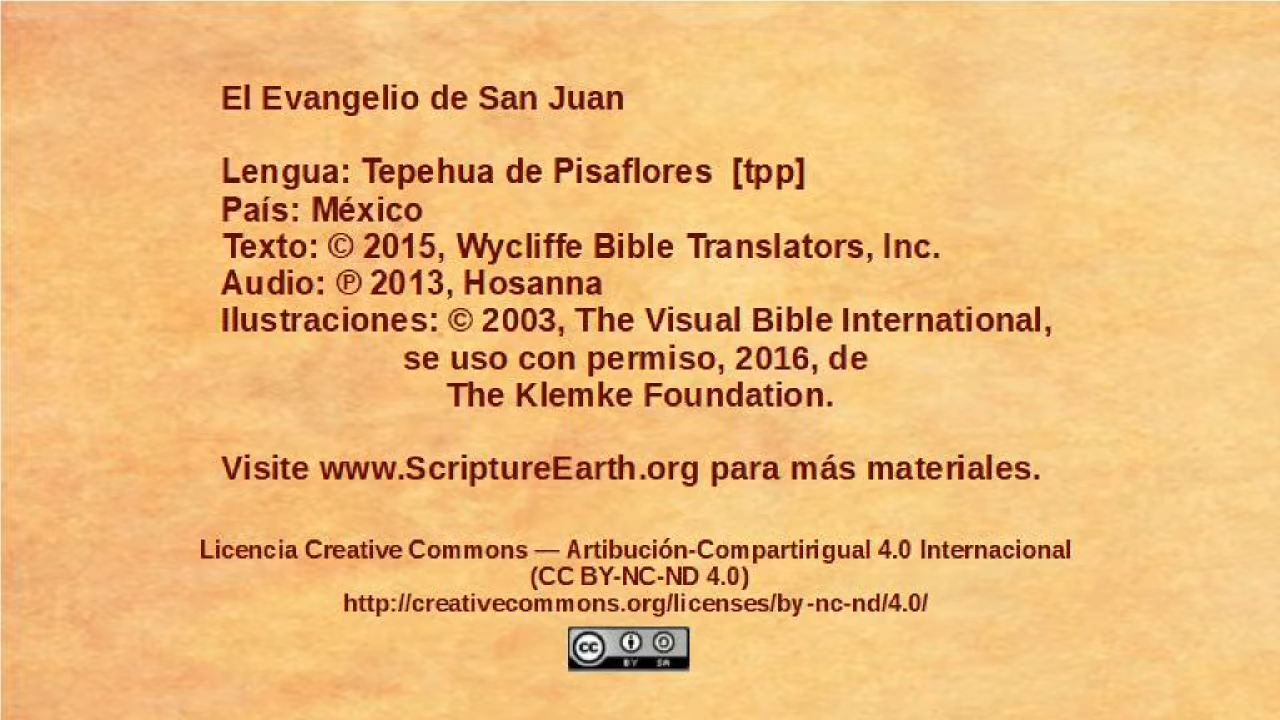 El Evangelio de San Juan
Lengua: Tepehua de Pisaflores [tpp]
País: México
Texto: © 2015, Wycliffe Bible Translators, Inc.
Audio: ℗ 2013, Hosanna
Ilustraciones: © 2003, The Visual Bible International,
se uso con permiso, 2016, de
The Klemke Foundation.
Visite www.ScriptureEarth.org para más materiales.
Licencia Creative Commons — Artibución-Compartirigual 4.0 Internacional
(CC BY-NC-ND 4.0)
http://creativecommons.org/licenses/by-nc-nd/4.0/
cc BY SA